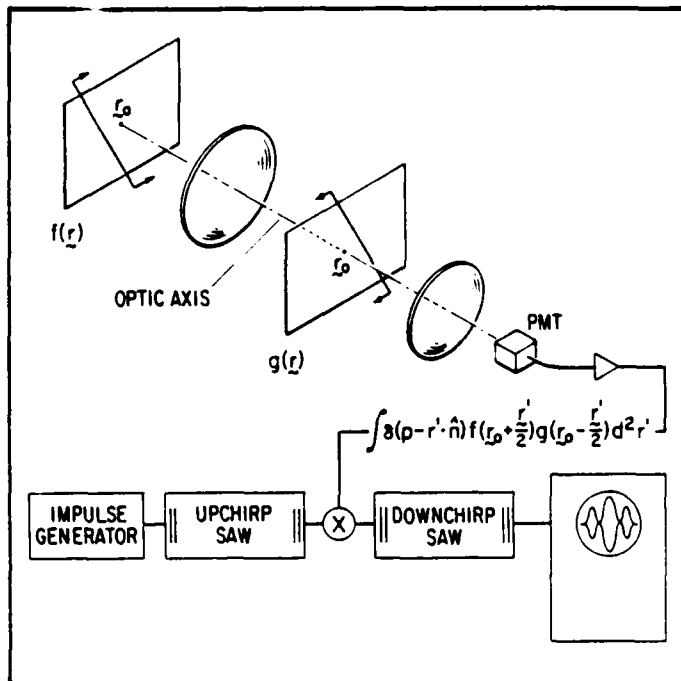 r₀
f(r)
OPTIC AXIS
r₀
g(r)
PMT
∫δ(p−r'·n̂)f(r₀+r'/2)g(r₀−r'/2)d²r'
IMPULSE
GENERATOR
UPCHIRP
SAW
X
DOWNCHIRP
SAW